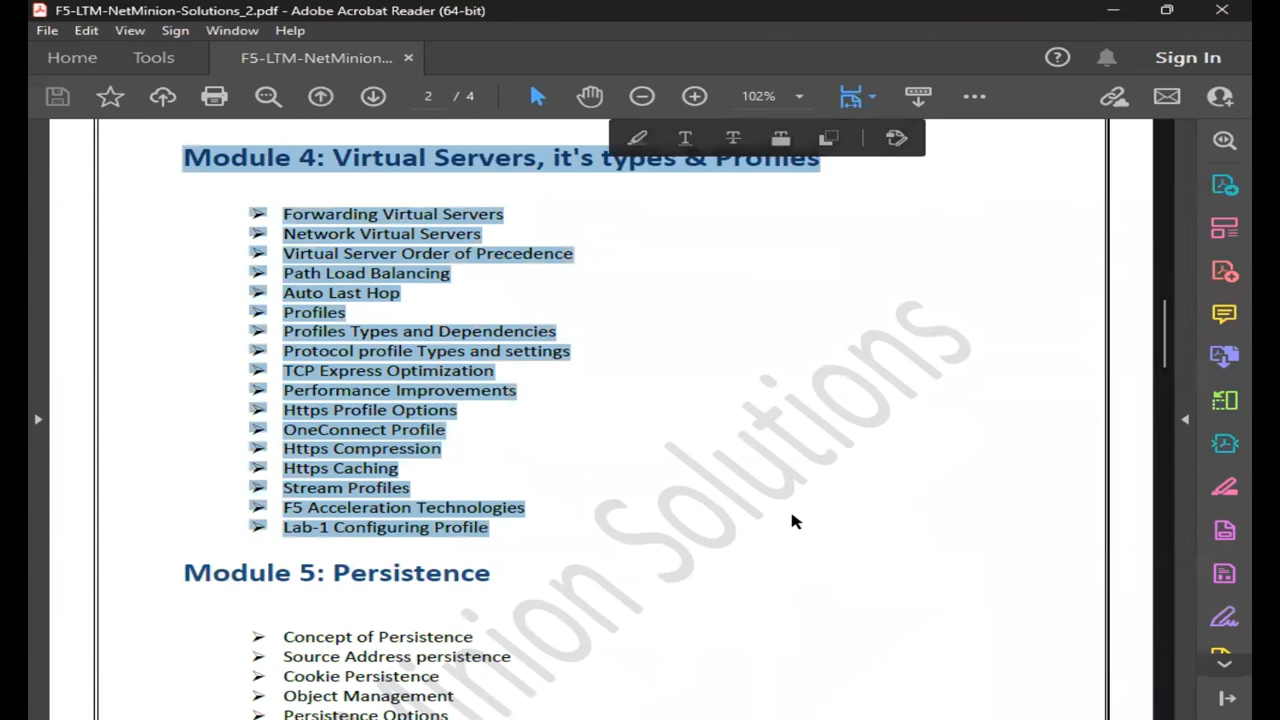 F5-LTM-NetMinion-Solutions_2.pdf - Adobe Acrobat Reader (64-bit)
File Edit View Sign Window Help
Home Tools F5-LTM-NetMinion... × Sign In
2 / 4 102%
Module 4: Virtual Servers, it's types & Profiles
➢ Forwarding Virtual Servers
➢ Network Virtual Servers
➢ Virtual Server Order of Precedence
➢ Path Load Balancing
➢ Auto Last Hop
➢ Profiles
➢ Profiles Types and Dependencies
➢ Protocol profile Types and settings
➢ TCP Express Optimization
➢ Performance Improvements
➢ Https Profile Options
➢ OneConnect Profile
➢ Https Compression
➢ Https Caching
➢ Stream Profiles
➢ F5 Acceleration Technologies
➢ Lab-1 Configuring Profile
Module 5: Persistence
➢ Concept of Persistence
➢ Source Address persistence
➢ Cookie Persistence
➢ Object Management
➢ Persistence Options
Minion Solutions